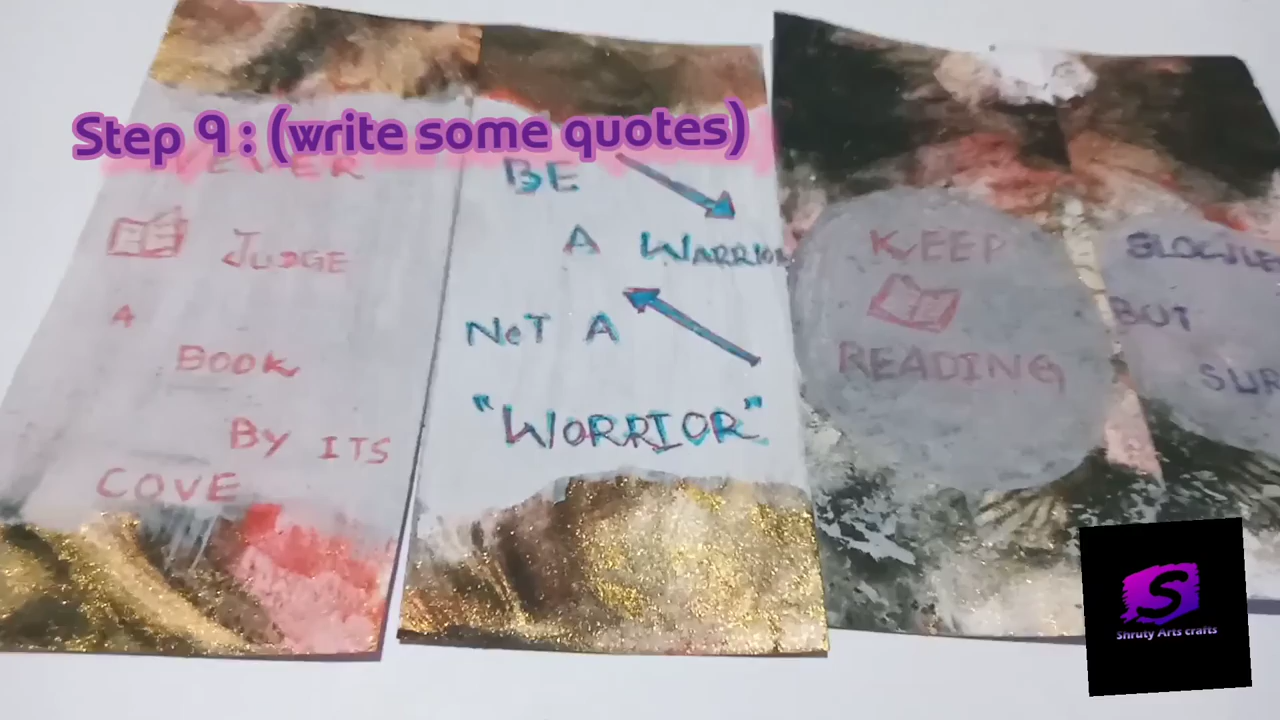 Step 9 : (write some quotes)
NEVER
JUDGE
A
BOOK
BY ITS
COVE
BE
A WARRIOR
NOT A
"WORRIOR"
KEEP
READING
BUT
Shruty Arts crafts